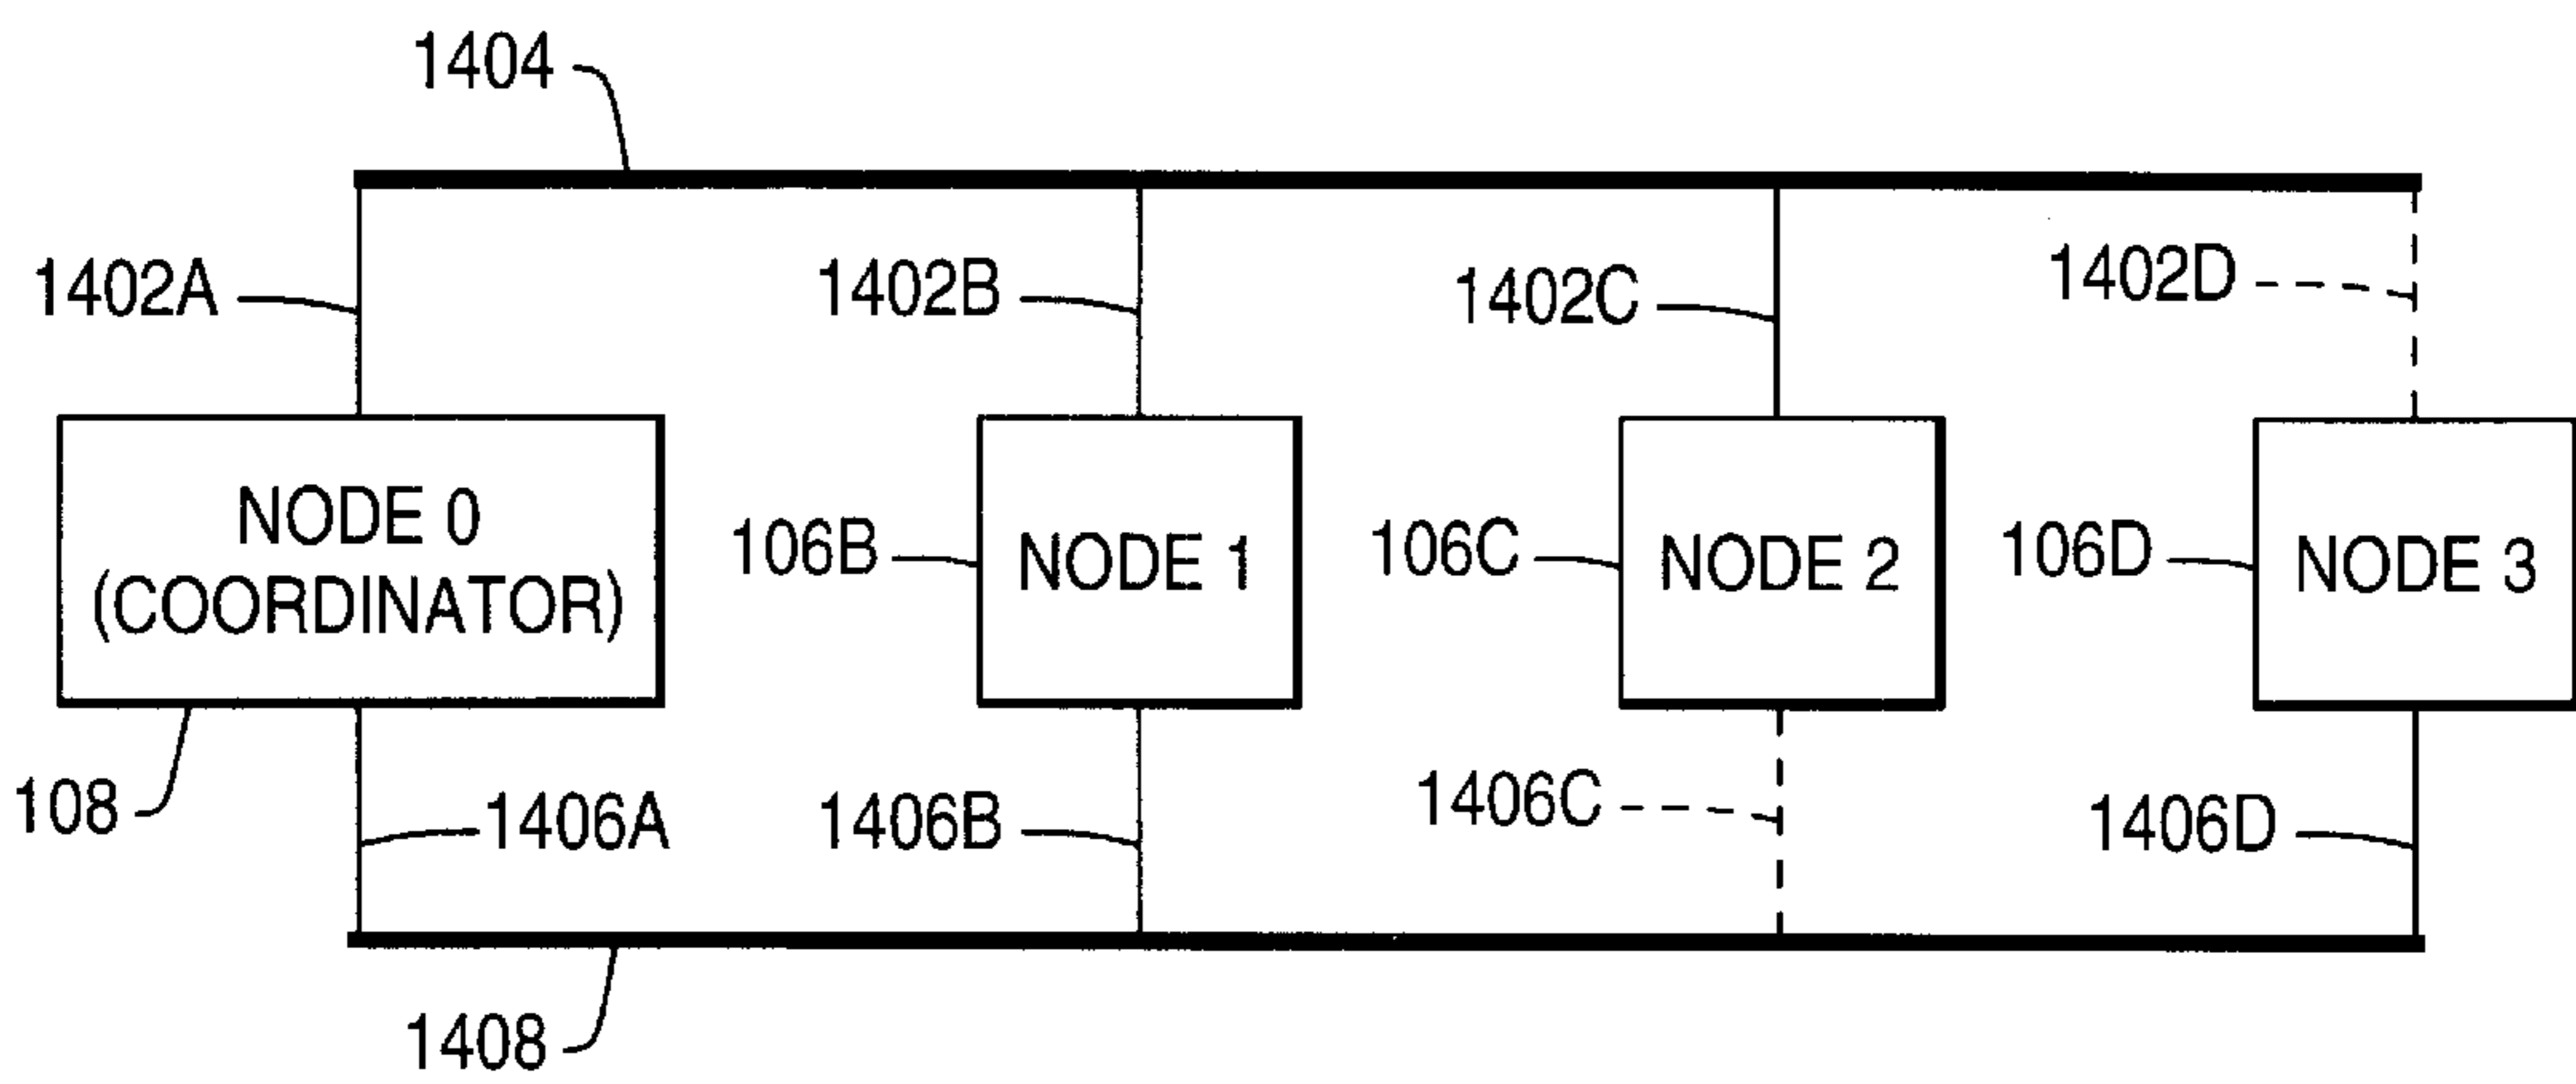 1404
1402A
1402B
1402C
1402D
NODE 0
(COORDINATOR)
106B
NODE 1
106C
NODE 2
106D
NODE 3
108
1406A
1406B
1406C
1406D
1408